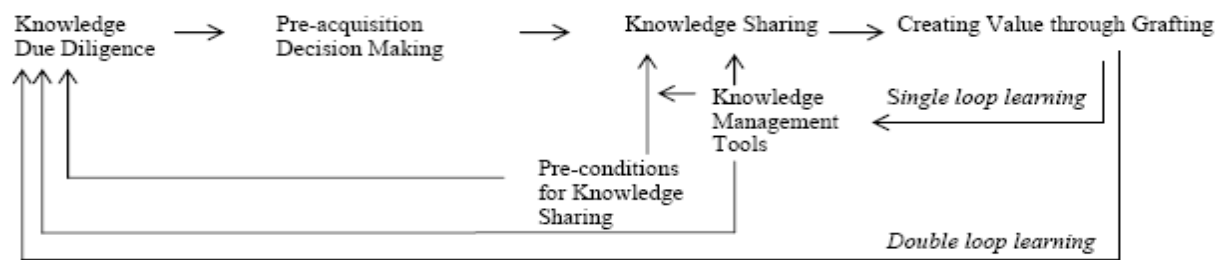 Knowledge
Due Diligence
Pre-acquisition
Decision Making
Knowledge Sharing
Creating Value through Grafting
Knowledge
Management
Tools
Single loop learning
Pre-conditions
for Knowledge
Sharing
Double loop learning